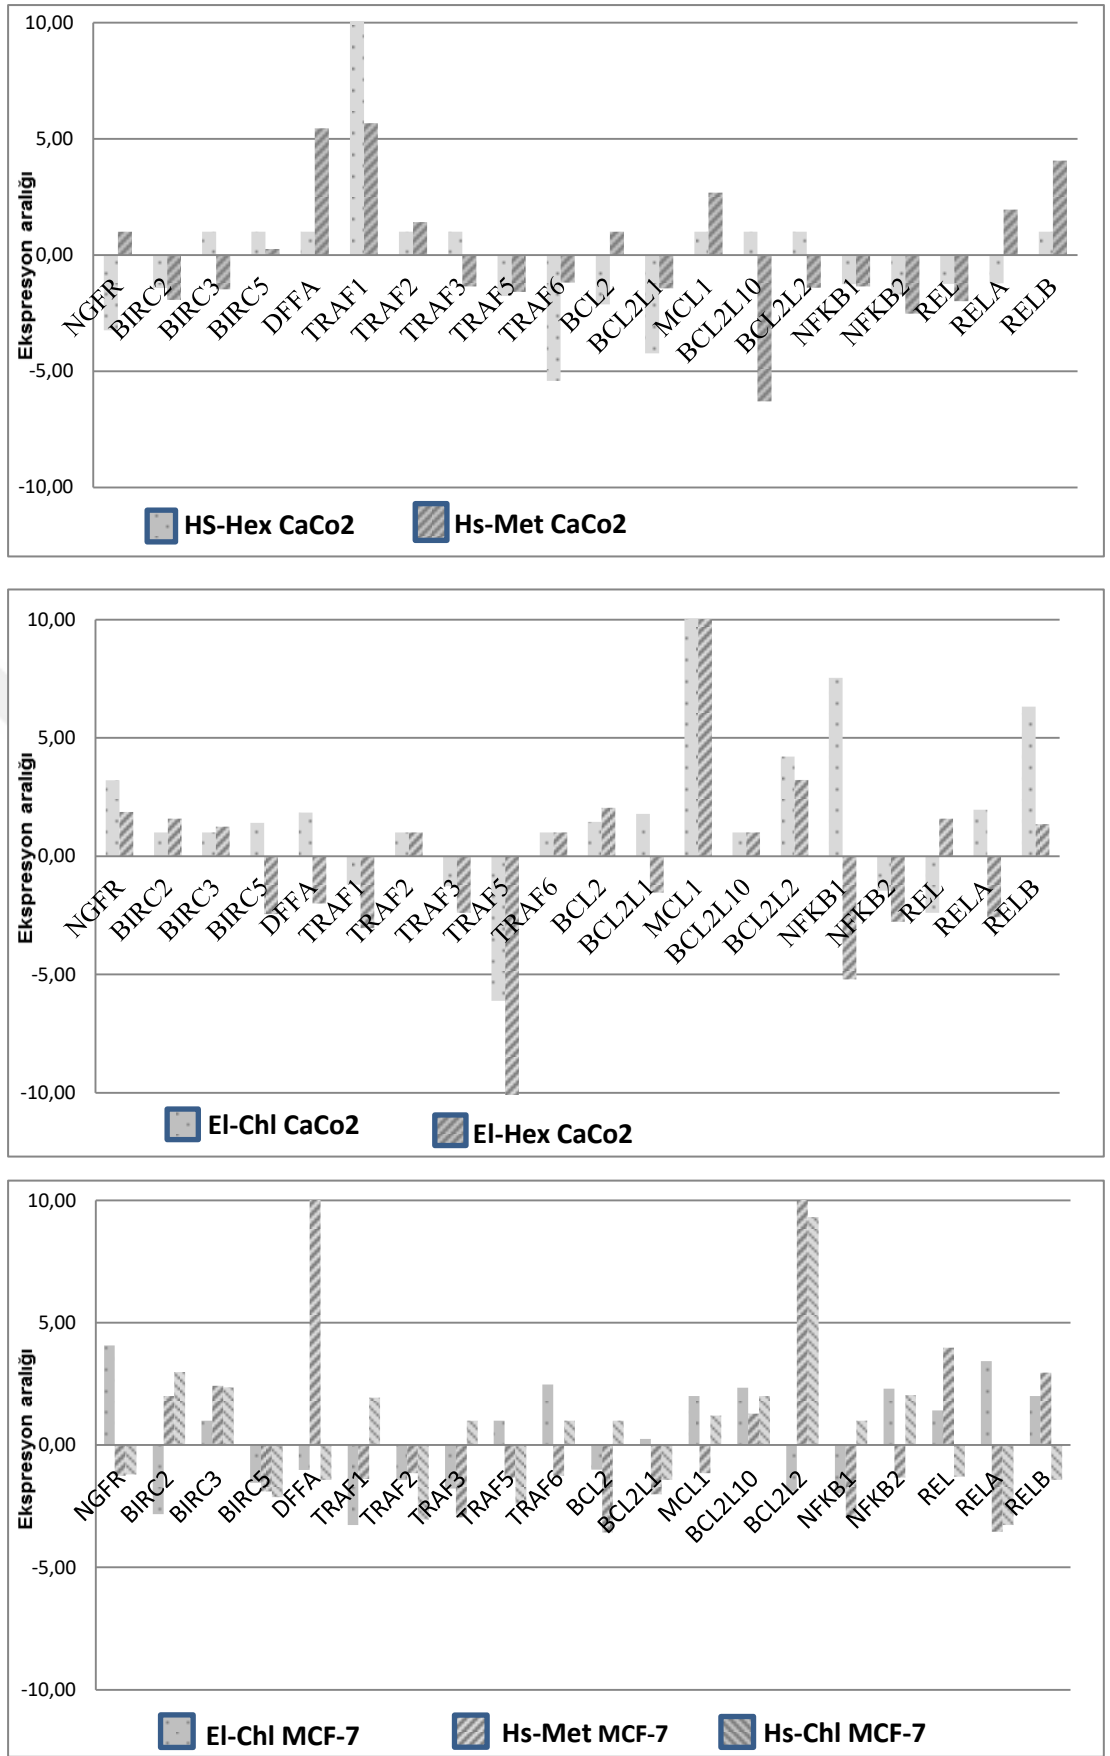 10,00
5,00
0,00
-5,00
-10,00
Ekspresyon aralığı
NGFR
BIRC2
BIRC3
BIRC5
DFFA
TRAF1
TRAF2
TRAF3
TRAF5
TRAF6
BCL2
BCL2L1
MCL1
BCL2L10
BCL2L2
NFKB1
NFKB2
REL
RELA
RELB
HS-Hex CaCo2
Hs-Met CaCo2
10,00
5,00
0,00
-5,00
-10,00
Ekspresyon aralığı
NGFR
BIRC2
BIRC3
BIRC5
DFFA
TRAF1
TRAF2
TRAF3
TRAF5
TRAF6
BCL2
BCL2L1
MCL1
BCL2L10
BCL2L2
NFKB1
NFKB2
REL
RELA
RELB
El-Chl CaCo2
El-Hex CaCo2
10,00
5,00
0,00
-5,00
-10,00
Ekspresyon aralığı
NGFR
BIRC2
BIRC3
BIRC5
DFFA
TRAF1
TRAF2
TRAF3
TRAF5
TRAF6
BCL2
BCL2L1
MCL1
BCL2L10
BCL2L2
NFKB1
NFKB2
REL
RELA
RELB
El-Chl MCF-7
Hs-Met MCF-7
Hs-Chl MCF-7